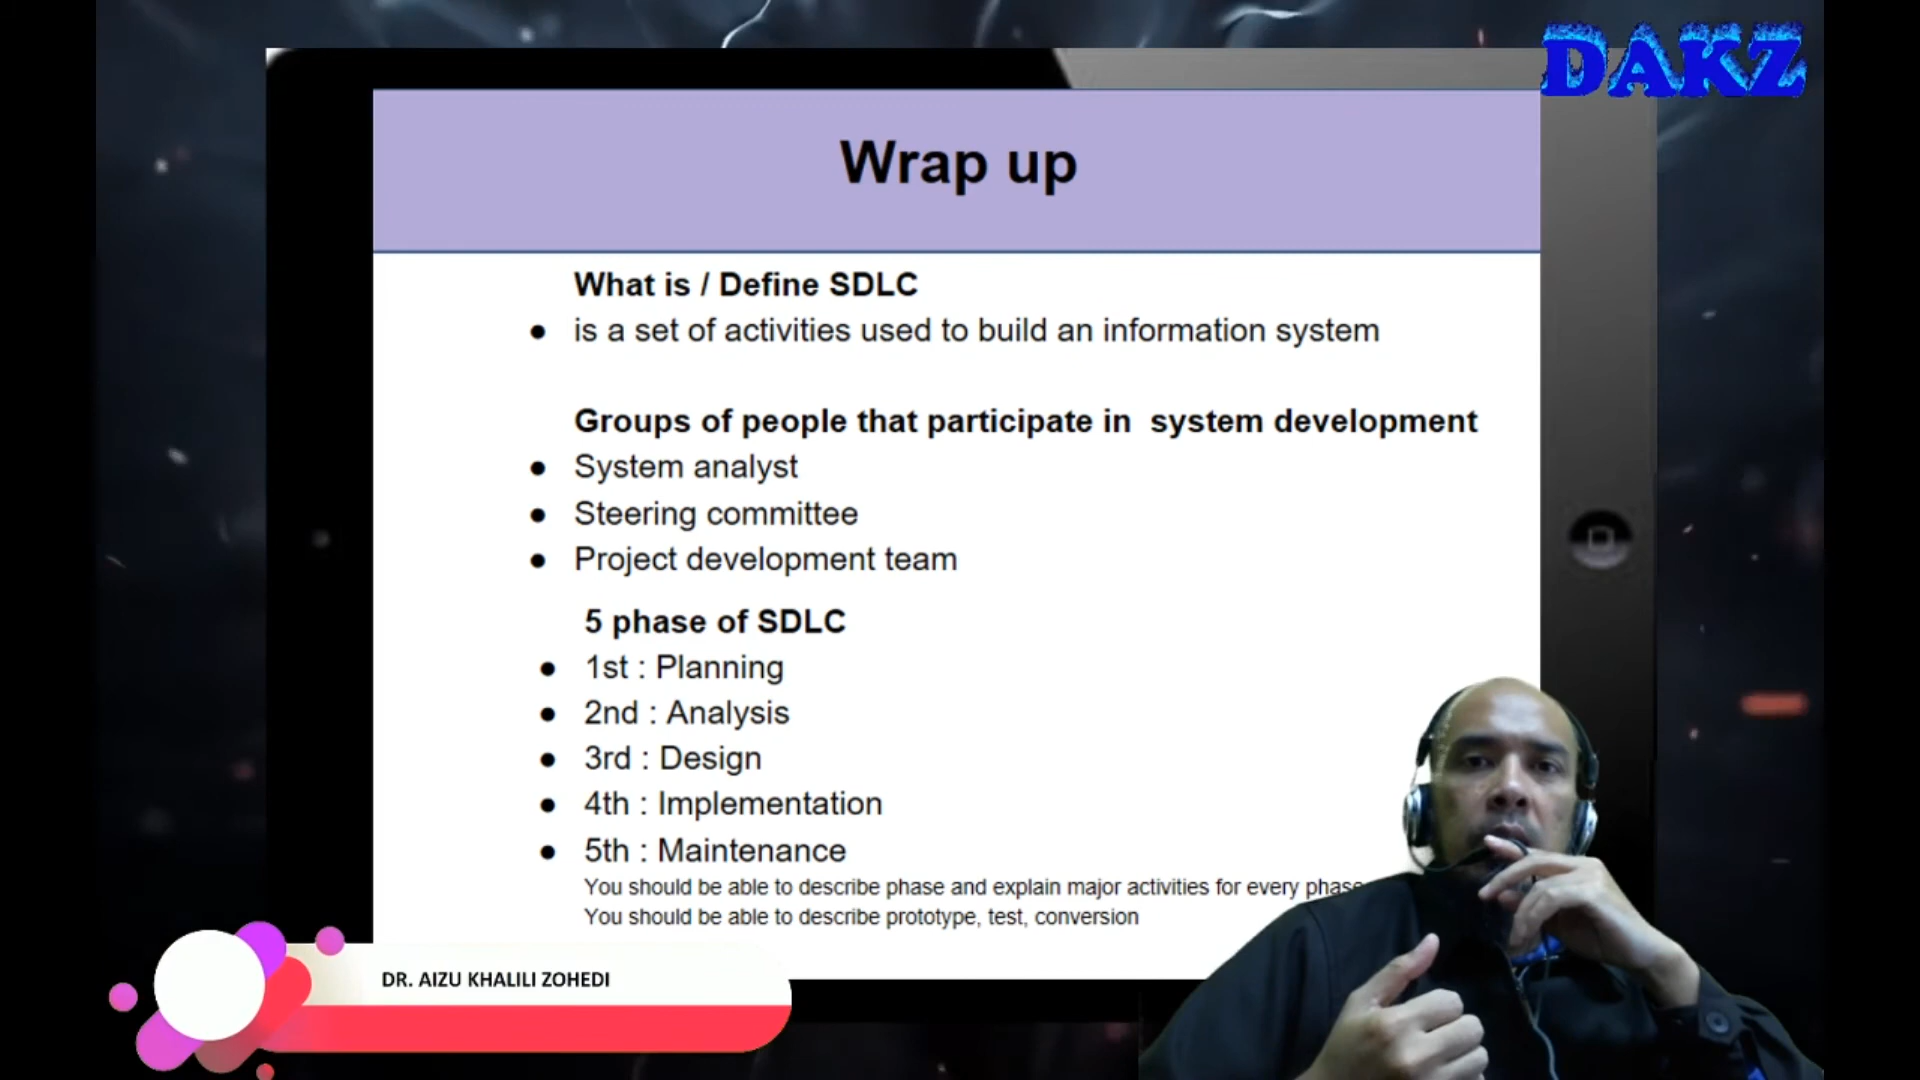 DAKZ
Wrap up
What is / Define SDLC
● is a set of activities used to build an information system
Groups of people that participate in  system development
● System analyst
● Steering committee
● Project development team
5 phase of SDLC
● 1st : Planning
● 2nd : Analysis
● 3rd : Design
● 4th : Implementation
● 5th : Maintenance
You should be able to describe phase and explain major activities for every phase
You should be able to describe prototype, test, conversion
DR. AIZU KHALILI ZOHEDI